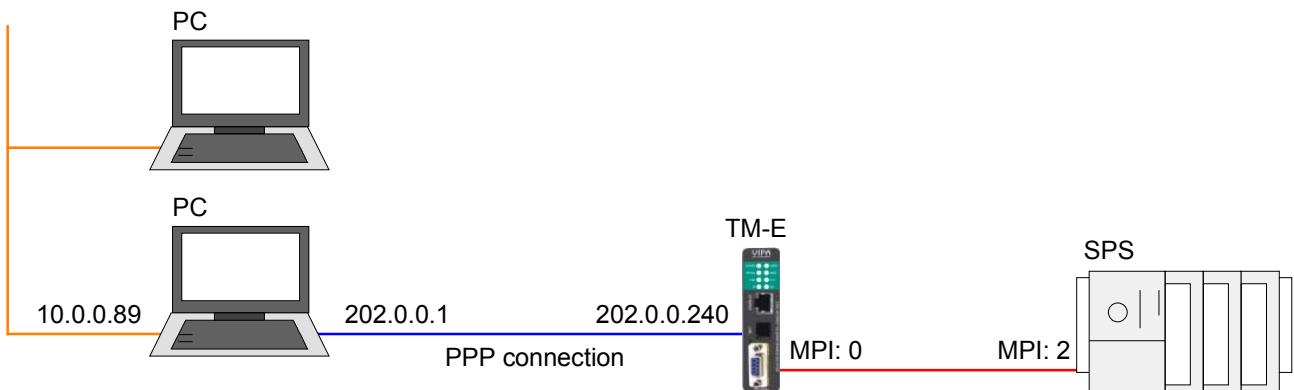 PC
PC
TM-E
VIPA
SPS
10.0.0.89
202.0.0.1
202.0.0.240
PPP connection
MPI: 0
MPI: 2